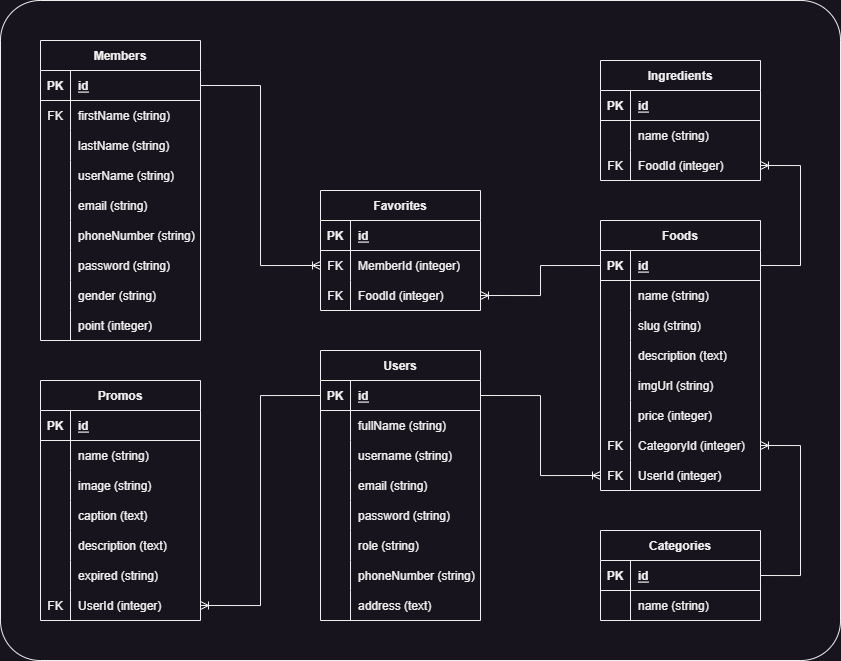 Members
PK id
FK firstName (string)
lastName (string)
userName (string)
email (string)
phoneNumber (string)
password (string)
gender (string)
point (integer)
Promos
PK id
name (string)
image (string)
caption (text)
description (text)
expired (string)
FK UserId (integer)
Favorites
PK id
FK MemberId (integer)
FK FoodId (integer)
Users
PK id
fullName (string)
username (string)
email (string)
password (string)
role (string)
phoneNumber (string)
address (text)
Ingredients
PK id
name (string)
FK FoodId (integer)
Foods
PK id
name (string)
slug (string)
description (text)
imgUrl (string)
price (integer)
FK CategoryId (integer)
FK UserId (integer)
Categories
PK id
name (string)